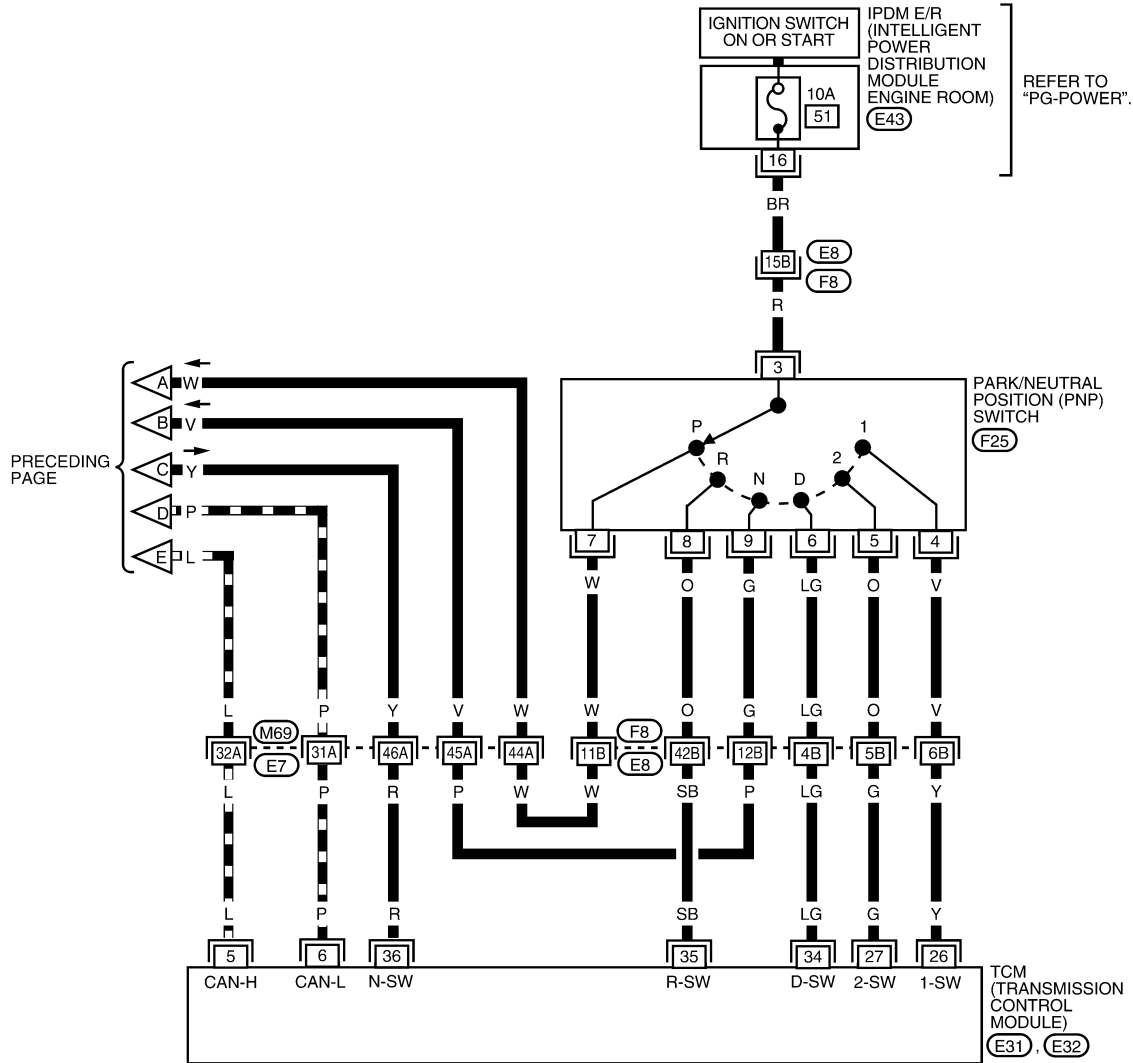 IGNITION SWITCH
ON OR START
IPDM E/R
(INTELLIGENT
POWER
DISTRIBUTION
MODULE
ENGINE ROOM)
E43
REFER TO
“PG-POWER”.
10A
51
16
BR
15B
E8
F8
R
3
PARK/NEUTRAL
POSITION (PNP)
SWITCH
F25
P
R
N
D
2
1
7 8 9 6 5 4
W O G LG O V
PRECEDING
PAGE
A W
B V
C Y
D P
E L
L P Y V W W O G LG O V
M69
F8
32A 31A 46A 45A 44A 11B 42B 12B 4B 5B 6B
E7
E8
L P R P W W SB P LG G Y
L P R SB LG G Y
5 6 36 35 34 27 26
CAN-H CAN-L N-SW R-SW D-SW 2-SW 1-SW
TCM
(TRANSMISSION
CONTROL
MODULE)
E31 , E32